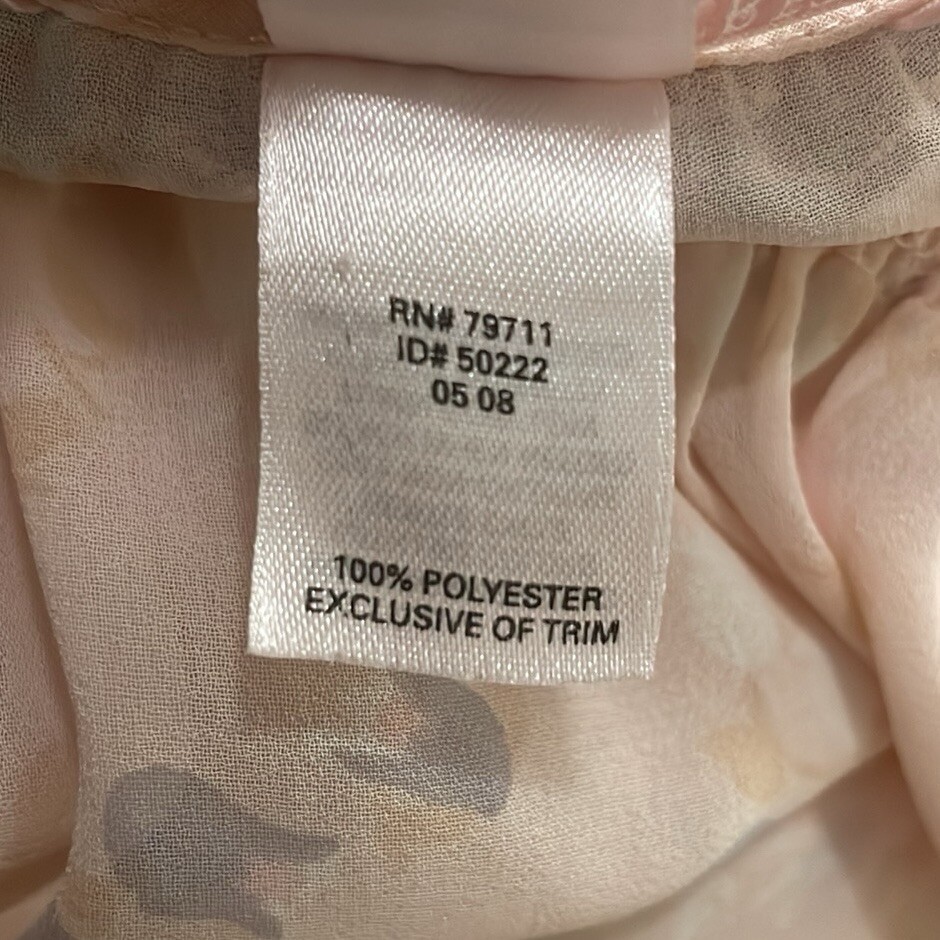 RN# 79711
ID# 50222
05 08
100% POLYESTER
EXCLUSIVE OF TRIM